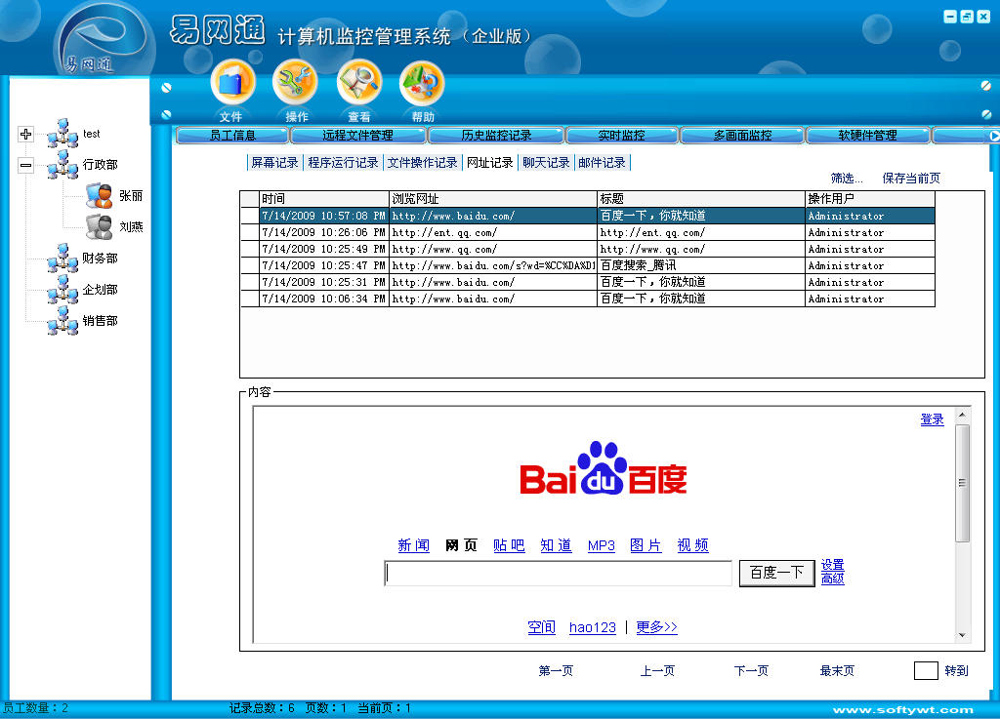 易网通 计算机监控管理系统（企业版）
易网通
文件 操作 查看 帮助
员工信息 远程文件管理 历史监控记录 实时监控 多画面监控 软硬件管理
屏幕记录 程序运行记录 文件操作记录 网址记录 聊天记录 邮件记录
筛选... 保存当前页
test
行政部
张丽
刘燕
财务部
企划部
销售部
时间 浏览网址 标题 操作用户
7/14/2009 10:57:08 PM http://www.baidu.com/ 百度一下，你就知道 Administrator
7/14/2009 10:26:06 PM http://ent.qq.com/ http://ent.qq.com/ Administrator
7/14/2009 10:25:49 PM http://www.qq.com/ http://www.qq.com/ Administrator
7/14/2009 10:25:47 PM http://www.baidu.com/s?wd=%CC%DA%D1 百度搜索_腾讯 Administrator
7/14/2009 10:25:31 PM http://www.baidu.com/ 百度一下，你就知道 Administrator
7/14/2009 10:06:34 PM http://www.baidu.com/ 百度一下，你就知道 Administrator
内容
登录
Bai du 百度
新闻 网页 贴吧 知道 MP3 图片 视频
百度一下 设置
高级
空间 hao123 | 更多>>
第一页 上一页 下一页 最末页 转到
员工数量：2 记录总数：6 页数：1 当前页：1 www.softywt.com